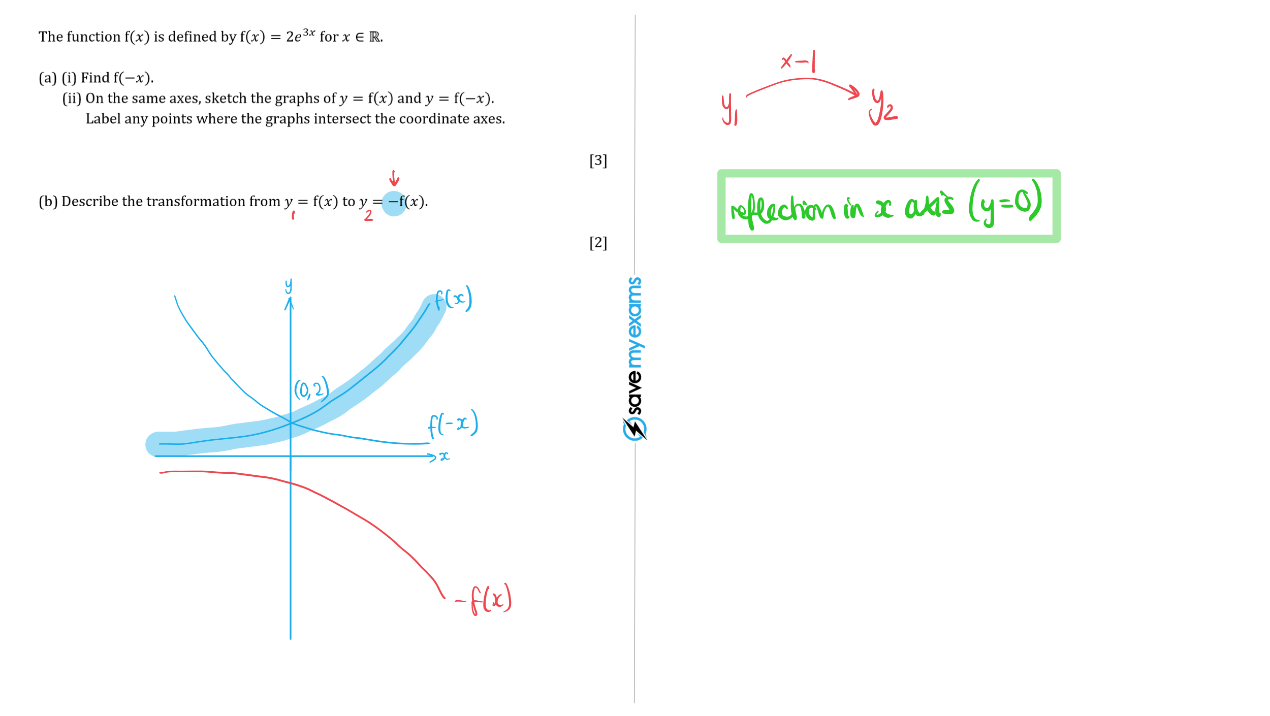 The function f(x) is defined by f(x) = 2e^{3x} for x ∈ ℝ.
(a) (i) Find f(−x).
(ii) On the same axes, sketch the graphs of y = f(x) and y = f(−x).
Label any points where the graphs intersect the coordinate axes.
[3]
(b) Describe the transformation from y = f(x) to y = −f(x).
1 2
[2]
y
f(x)
(0,2)
f(-x)
x
-f(x)
save my exams
x-1
y₁ y₂
reflection in x axis (y=0)